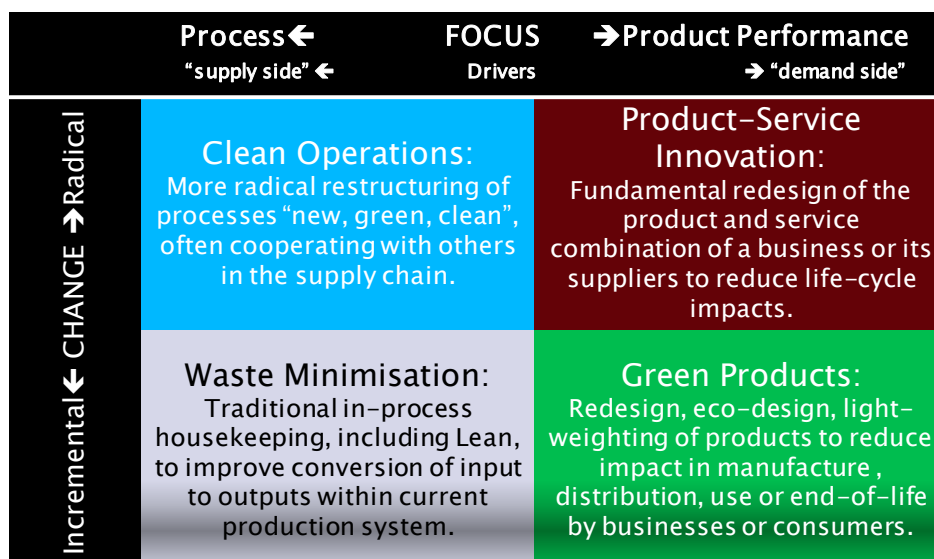 Process← FOCUS →Product Performance
“supply side” ← Drivers → “demand side”
Incremental← CHANGE →Radical
Clean Operations:
More radical restructuring of
processes “new, green, clean”,
often cooperating with others
in the supply chain.
Product-Service
Innovation:
Fundamental redesign of the
product and service
combination of a business or its
suppliers to reduce life-cycle
impacts.
Waste Minimisation:
Traditional in-process
housekeeping, including Lean,
to improve conversion of input
to outputs within current
production system.
Green Products:
Redesign, eco-design, light-
weighting of products to reduce
impact in manufacture ,
distribution, use or end-of-life
by businesses or consumers.